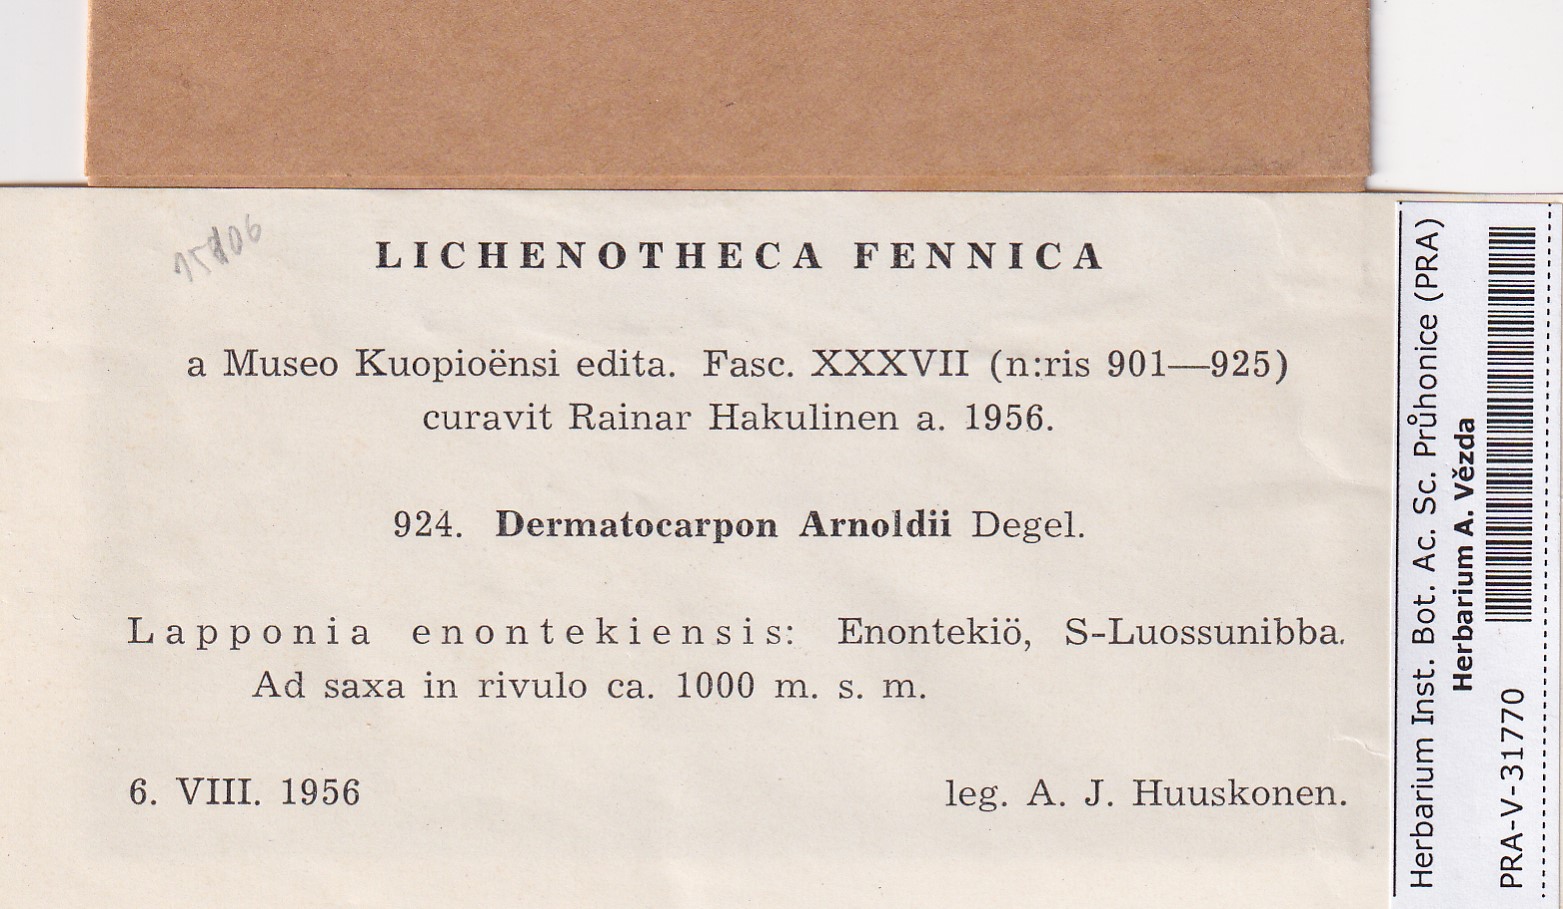 LICHENOTHECA FENNICA
a Museo Kuopioënsi edita. Fasc. XXXVII (n:ris 901—925)
curavit Rainar Hakulinen a. 1956.
924. Dermatocarpon Arnoldii Degel.
Lapponia enontekiensis: Enontekiö, S-Luossunibba.
Ad saxa in rivulo ca. 1000 m. s. m.
6. VIII. 1956 leg. A. J. Huuskonen.
Herbarium Inst. Bot. Ac. Sc. Průhonice (PRA)
Herbarium A. Vězda
PRA-V-31770